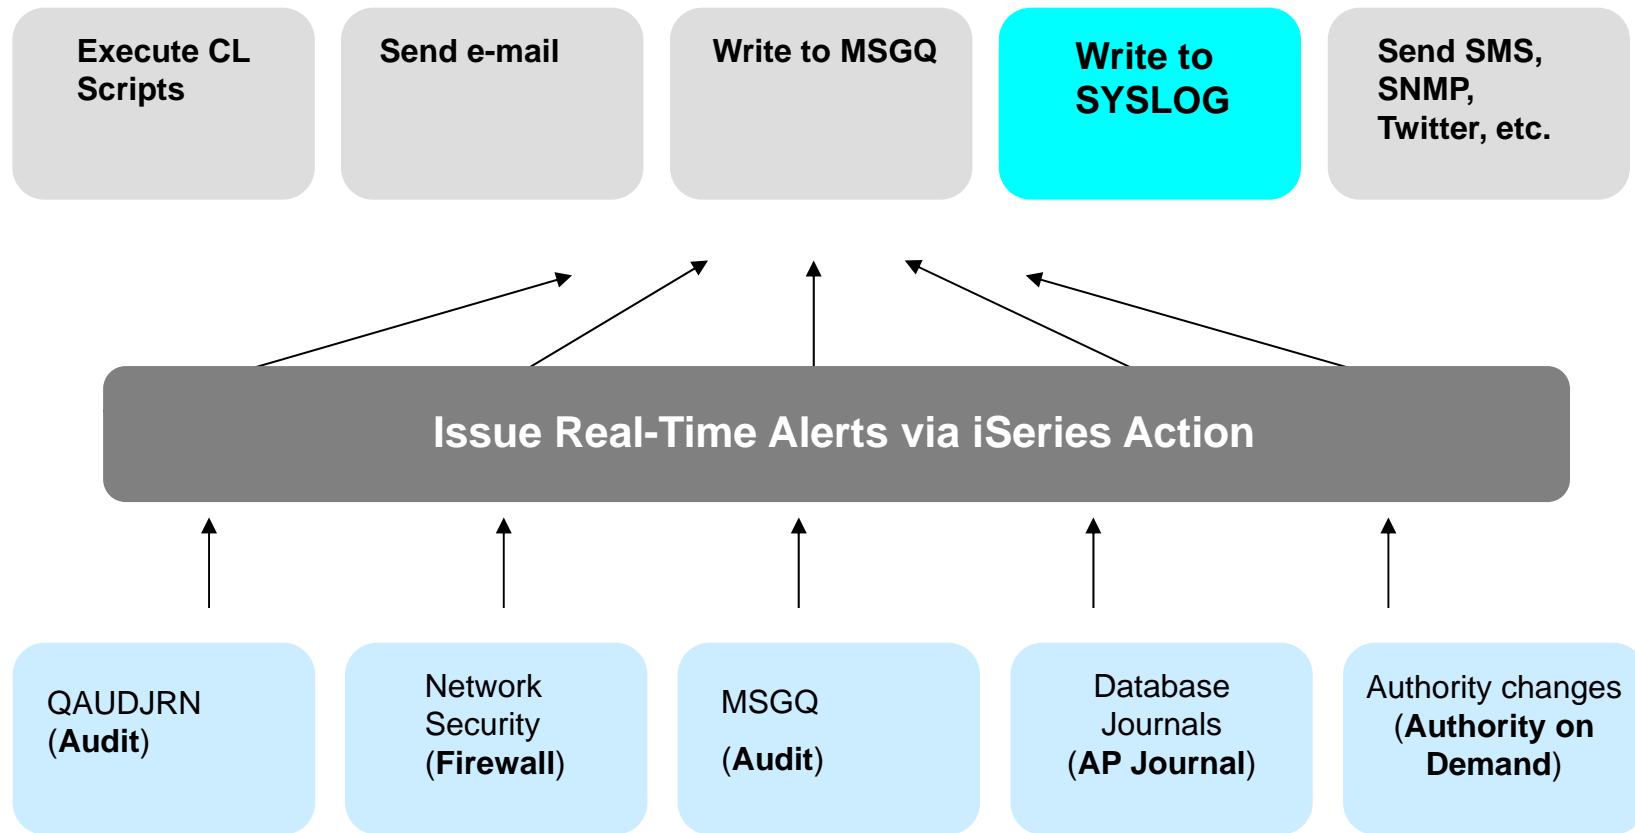 Execute CL
Scripts
Send e-mail
Write to MSGQ
Write to
SYSLOG
Send SMS,
SNMP,
Twitter, etc.
Issue Real-Time Alerts via iSeries Action
QAUDJRN
(Audit)
Network
Security
(Firewall)
MSGQ
(Audit)
Database
Journals
(AP Journal)
Authority changes
(Authority on
Demand)